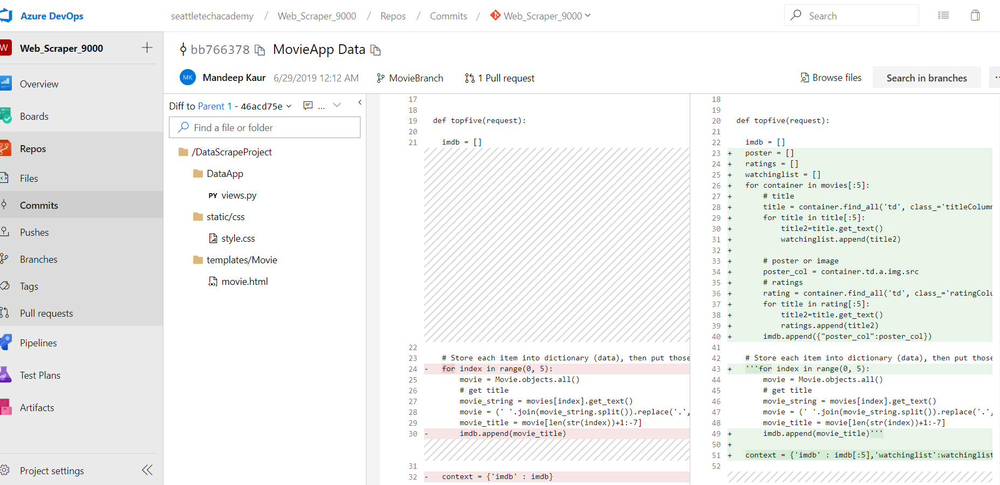 Azure DevOps
seattletechacademy / Web_Scraper_9000 / Repos / Commits / Web_Scraper_9000
Search
W Web_Scraper_9000
Overview
Boards
Repos
Files
Commits
Pushes
Branches
Tags
Pull requests
Pipelines
Test Plans
Artifacts
Project settings
bb766378 MovieApp Data
MK Mandeep Kaur 6/29/2019 12:12 AM MovieBranch 1 Pull request
Browse files
Search in branches
Diff to Parent 1 - 46acd75e ...
Find a file or folder
/DataScrapeProject
DataApp
PY views.py
static/css
style.css
templates/Movie
movie.html
17
18
19 def topfive(request):
20
21 imdb = []
22
23 # Store each item into dictionary (data), then put those
24 - for index in range(0, 5):
25 movie = Movie.objects.all()
26 # get title
27 movie_string = movies[index].get_text()
28 movie = (' '.join(movie_string.split()).replace('.',
29 movie_title = movie[len(str(index))+1:-7]
30 - imdb.append(movie_title)
31
32 - context = {'imdb' : imdb}
18
19
20 def topfive(request):
21
22 imdb = []
23 + poster = []
24 + ratings = []
25 + watchinglist = []
26 + for container in movies[:5]:
27 + # title
28 + title = container.find_all('td', class_='titleColumn
29 + for title in title[:5]:
30 + title2=title.get_text()
31 + watchinglist.append(title2)
32 +
33 + # poster or image
34 + poster_col = container.td.a.img.src
35 + # ratings
36 + rating = container.find_all('td', class_='ratingColu
37 + for title in rating[:5]:
38 + title2=title.get_text()
39 + ratings.append(title2)
40 + imdb.append({"poster_col":poster_col})
41
42 # Store each item into dictionary (data), then put those
43 + '''for index in range(0, 5):
44 movie = Movie.objects.all()
45 # get title
46 movie_string = movies[index].get_text()
47 movie = (' '.join(movie_string.split()).replace('.',
48 movie_title = movie[len(str(index))+1:-7]
49 + imdb.append(movie_title)'''
50 +
51 + context = {'imdb' : imdb[:5],'watchinglist':watchinglist
52